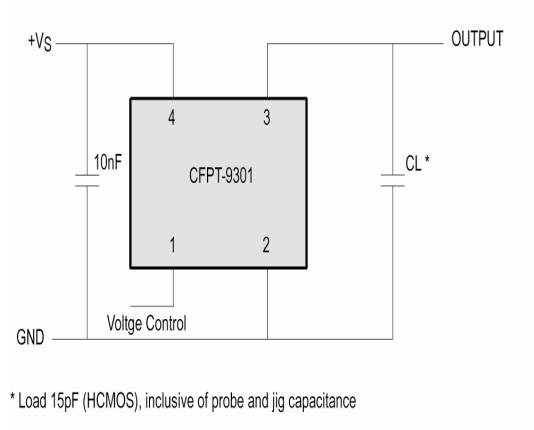 +VS
OUTPUT
4
3
10nF
CFPT-9301
CL *
1
2
Voltge Control
GND
* Load 15pF (HCMOS), inclusive of probe and jig capacitance